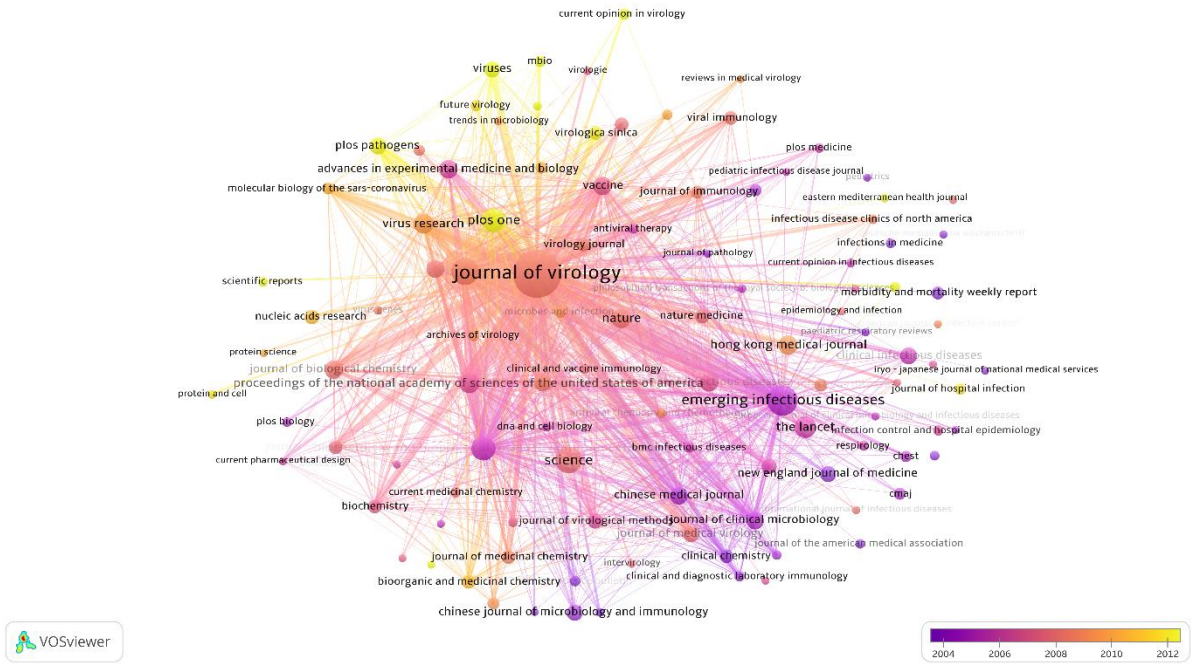 current opinion in virology
mbio
viruses
virologie
reviews in medical virology
future virology
trends in microbiology
viral immunology
virologica sinica
plos pathogens
plos medicine
advances in experimental medicine and biology
pediatric infectious disease journal
pediatrics
molecular biology of the sars-coronavirus
vaccine
journal of immunology
eastern mediterranean health journal
virus research
plos one
infectious disease clinics of north america
antiviral therapy
virology journal
infections in medicine
journal of pathology
current opinion in infectious diseases
journal of virology
scientific reports
morbidity and mortality weekly report
virus genes
microbes and infection
epidemiology and infection
nucleic acids research
nature
nature medicine
archives of virology
paediatric respiratory reviews
hong kong medical journal
protein science
clinical infectious diseases
journal of biological chemistry
clinical and vaccine immunology
iryo - japanese journal of national medical services
proceedings of the national academy of sciences of the united states of america
journal of hospital infection
protein and cell
emerging infectious diseases
plos biology
dna and cell biology
the lancet
infection control and hospital epidemiology
bmc infectious diseases
respirology
chest
current pharmaceutical design
science
new england journal of medicine
current medicinal chemistry
chinese medical journal
cmaj
biochemistry
international journal of infectious diseases
journal of virological methods
journal of clinical microbiology
journal of medical virology
journal of the american medical association
journal of medicinal chemistry
clinical chemistry
intervirology
bioorganic and medicinal chemistry
clinical and diagnostic laboratory immunology
chinese journal of microbiology and immunology
VOSviewer
2004 2006 2008 2010 2012